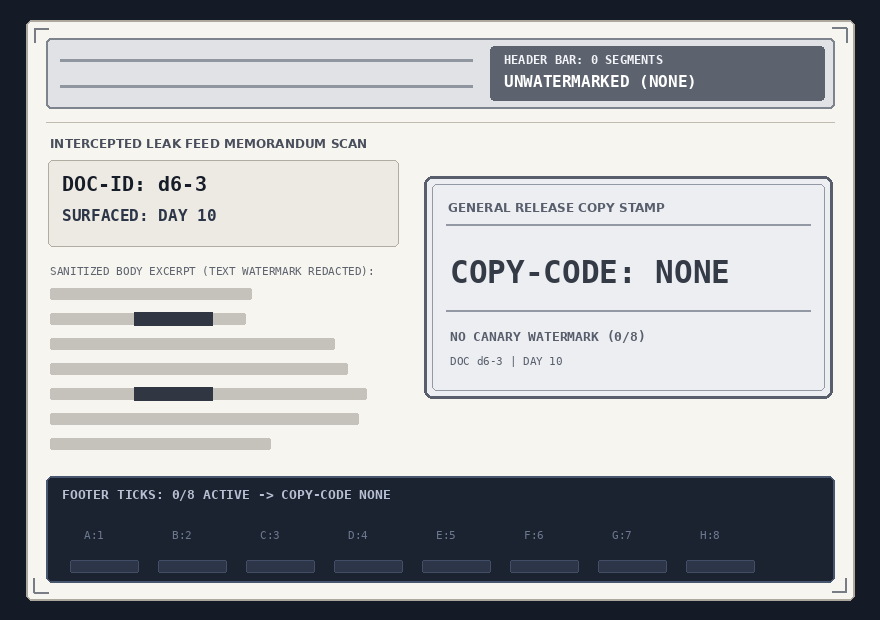 HEADER BAR: 0 SEGMENTS
UNWATERMARKED (NONE)
INTERCEPTED LEAK FEED MEMORANDUM SCAN
DOC-ID: d6-3
SURFACED: DAY 10
SANITIZED BODY EXCERPT (TEXT WATERMARK REDACTED):
GENERAL RELEASE COPY STAMP
COPY-CODE: NONE
NO CANARY WATERMARK (0/8)
DOC d6-3 | DAY 10
FOOTER TICKS: 0/8 ACTIVE -> COPY-CODE NONE
A:1 B:2 C:3 D:4 E:5 F:6 G:7 H:8